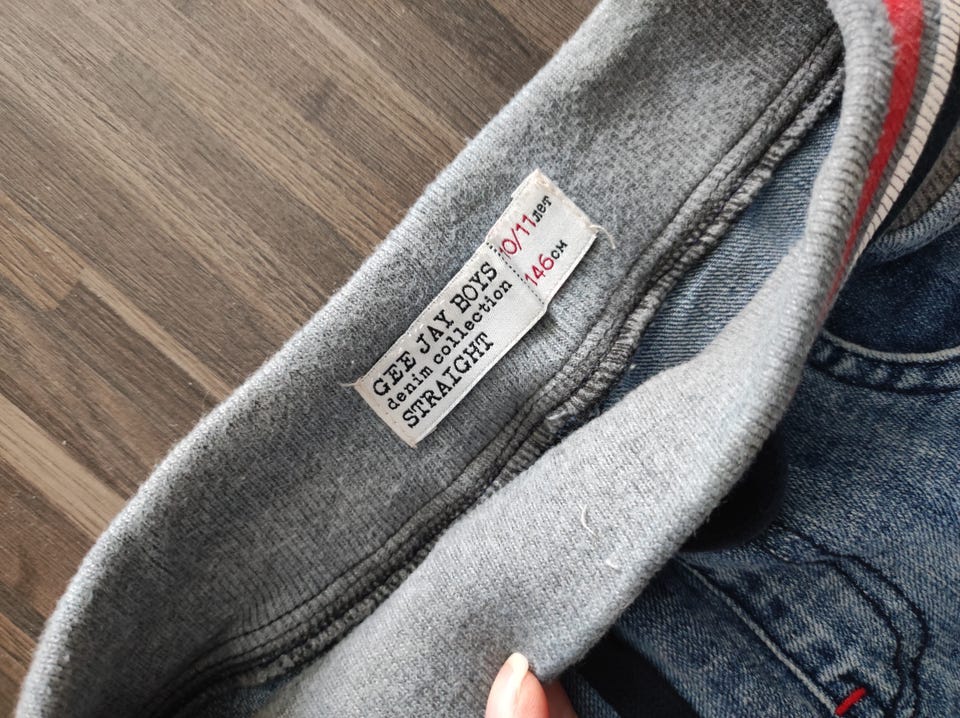 GEE JAY BOYS
denim collection
STRAIGHT
10/11лет
146см